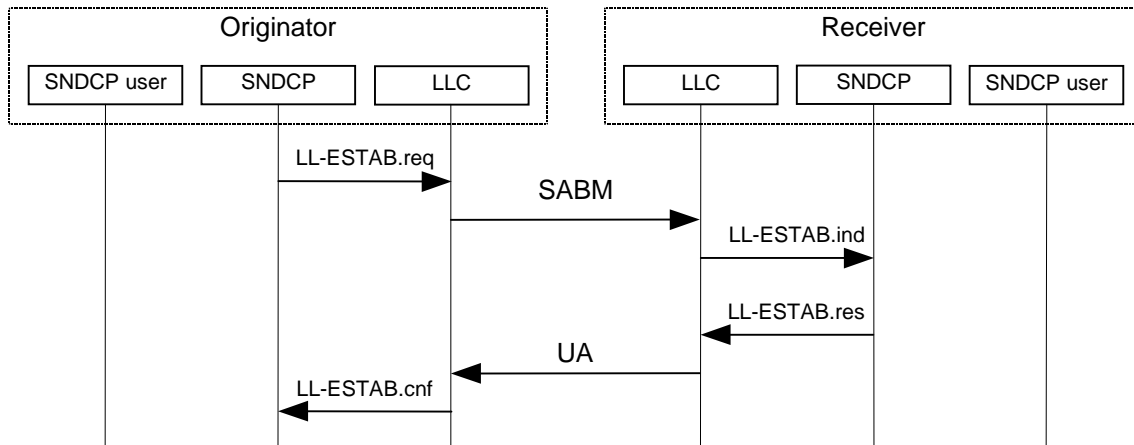 Originator
Receiver
SNDCP user
SNDCP
LLC
LLC
SNDCP
SNDCP user
LL-ESTAB.req
SABM
LL-ESTAB.ind
LL-ESTAB.res
UA
LL-ESTAB.cnf